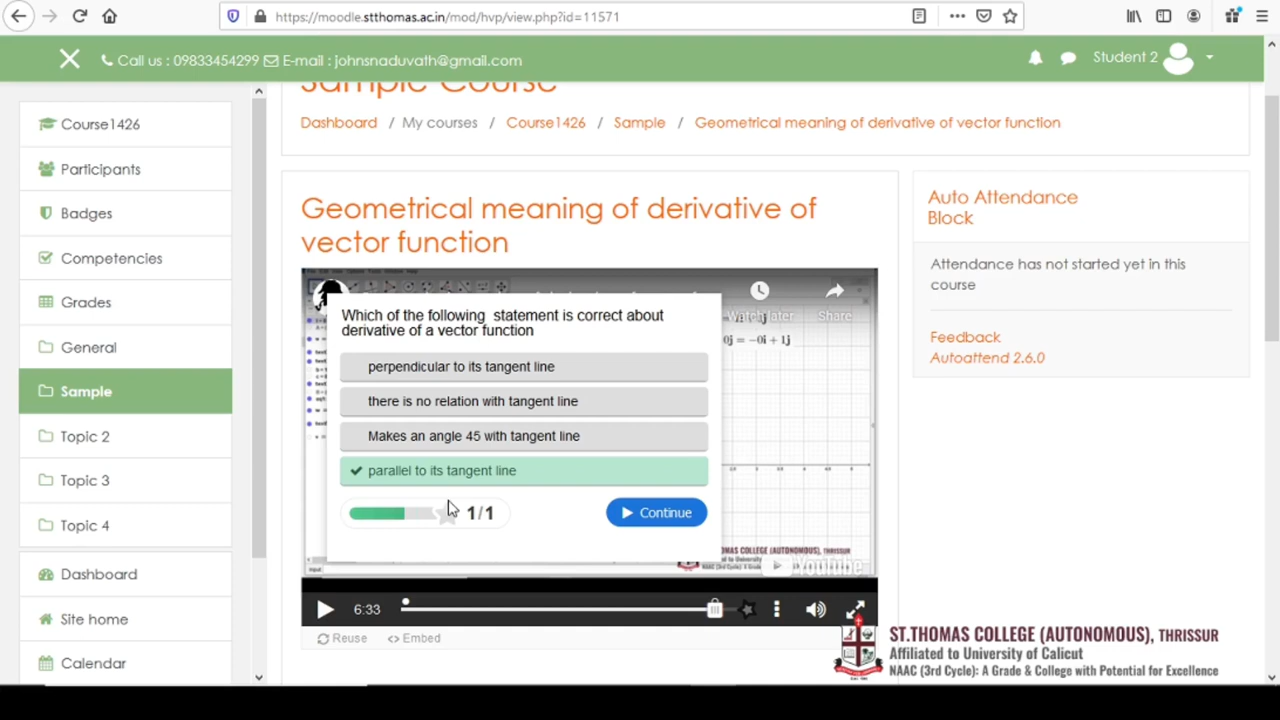 https://moodle.stthomas.ac.in/mod/hvp/view.php?id=11571
Call us : 09833454299 E-mail : johnsnaduvath@gmail.com
Student 2
Sample Course
Dashboard / My courses / Course1426 / Sample / Geometrical meaning of derivative of vector function
Course1426
Participants
Badges
Competencies
Grades
General
Sample
Topic 2
Topic 3
Topic 4
Dashboard
Site home
Calendar
Geometrical meaning of derivative of
vector function
Watch later
Share
0j = -0i + 1j
Which of the following statement is correct about
derivative of a vector function
perpendicular to its tangent line
there is no relation with tangent line
Makes an angle 45 with tangent line
parallel to its tangent line
1/1
Continue
YouTube
6:33
Reuse
Embed
Auto Attendance
Block
Attendance has not started yet in this
course
Feedback
Autoattend 2.6.0
ST.THOMAS COLLEGE (AUTONOMOUS), THRISSUR
Affiliated to University of Calicut
NAAC (3rd Cycle): A Grade & College with Potential for Excellence